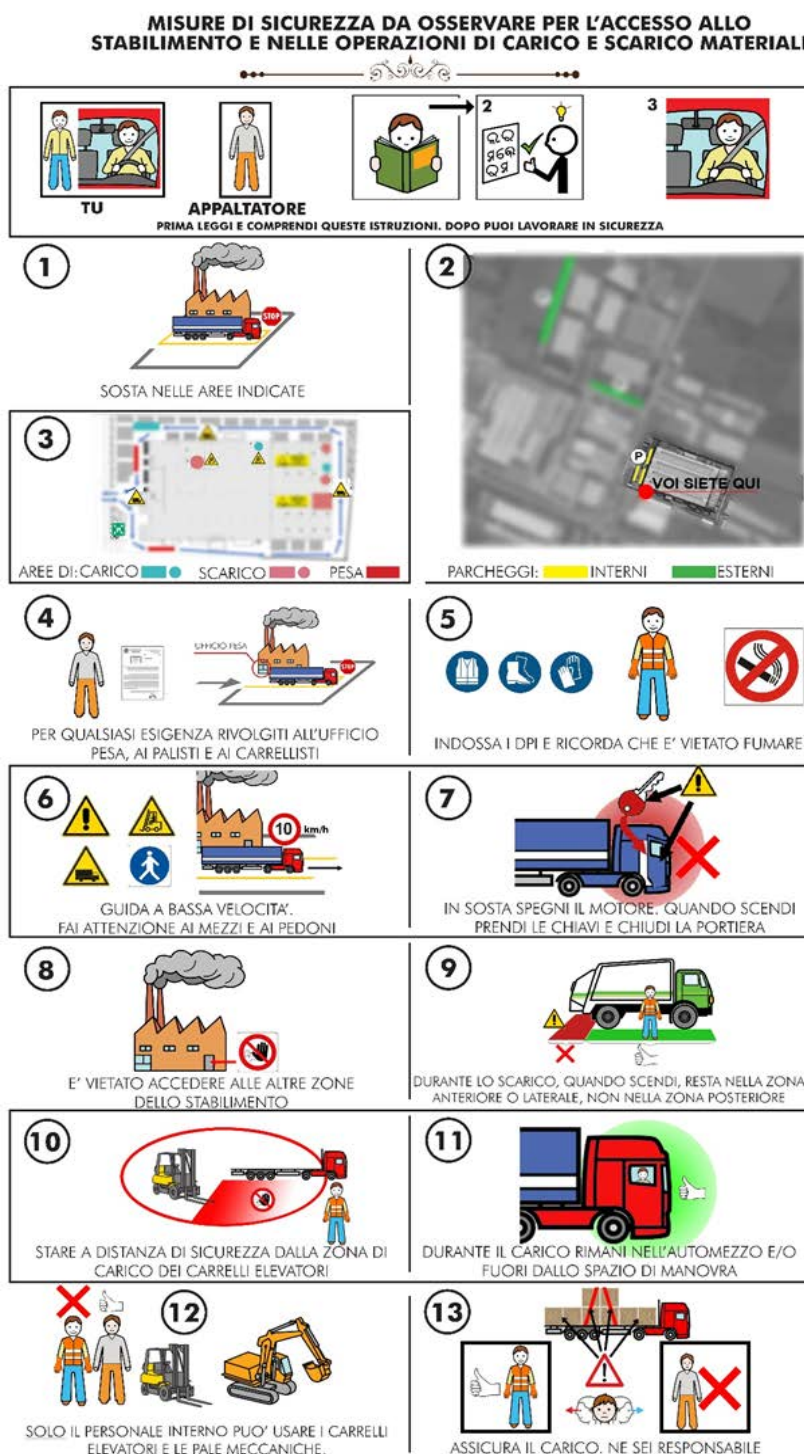 MISURE DI SICUREZZA DA OSSERVARE PER L'ACCESSO ALLO
STABILIMENTO E NELLE OPERAZIONI DI CARICO E SCARICO MATERIALI
2
3
TU
APPALTATORE
PRIMA LEGGI E COMPRENDI QUESTE ISTRUZIONI. DOPO PUOI LAVORARE IN SICUREZZA
1
STOP
SOSTA NELLE AREE INDICATE
2
P
VOI SIETE QUI
PARCHEGGI: INTERNI ESTERNI
3
AREE DI: CARICO SCARICO PESA
4
UFFICIO PESA
STOP
PER QUALSIASI ESIGENZA RIVOLGITI ALL'UFFICIO
PESA, AI PALISTI E AI CARRELLISTI
5
INDOSSA I DPI E RICORDA CHE E' VIETATO FUMARE
6
10 km/h
GUIDA A BASSA VELOCITA'.
FAI ATTENZIONE AI MEZZI E AI PEDONI
7
IN SOSTA SPEGNI IL MOTORE. QUANDO SCENDI
PRENDI LE CHIAVI E CHIUDI LA PORTIERA
8
E' VIETATO ACCEDERE ALLE ALTRE ZONE
DELLO STABILIMENTO
9
DURANTE LO SCARICO, QUANDO SCENDI, RESTA NELLA ZONA
ANTERIORE O LATERALE, NON NELLA ZONA POSTERIORE
10
STARE A DISTANZA DI SICUREZZA DALLA ZONA DI
CARICO DEI CARRELLI ELEVATORI
11
DURANTE IL CARICO RIMANI NELL'AUTOMEZZO E/O
FUORI DALLO SPAZIO DI MANOVRA
12
SOLO IL PERSONALE INTERNO PUO' USARE I CARRELLI
ELEVATORI E LE PALE MECCANICHE.
13
ASSICURA IL CARICO. NE SEI RESPONSABILE